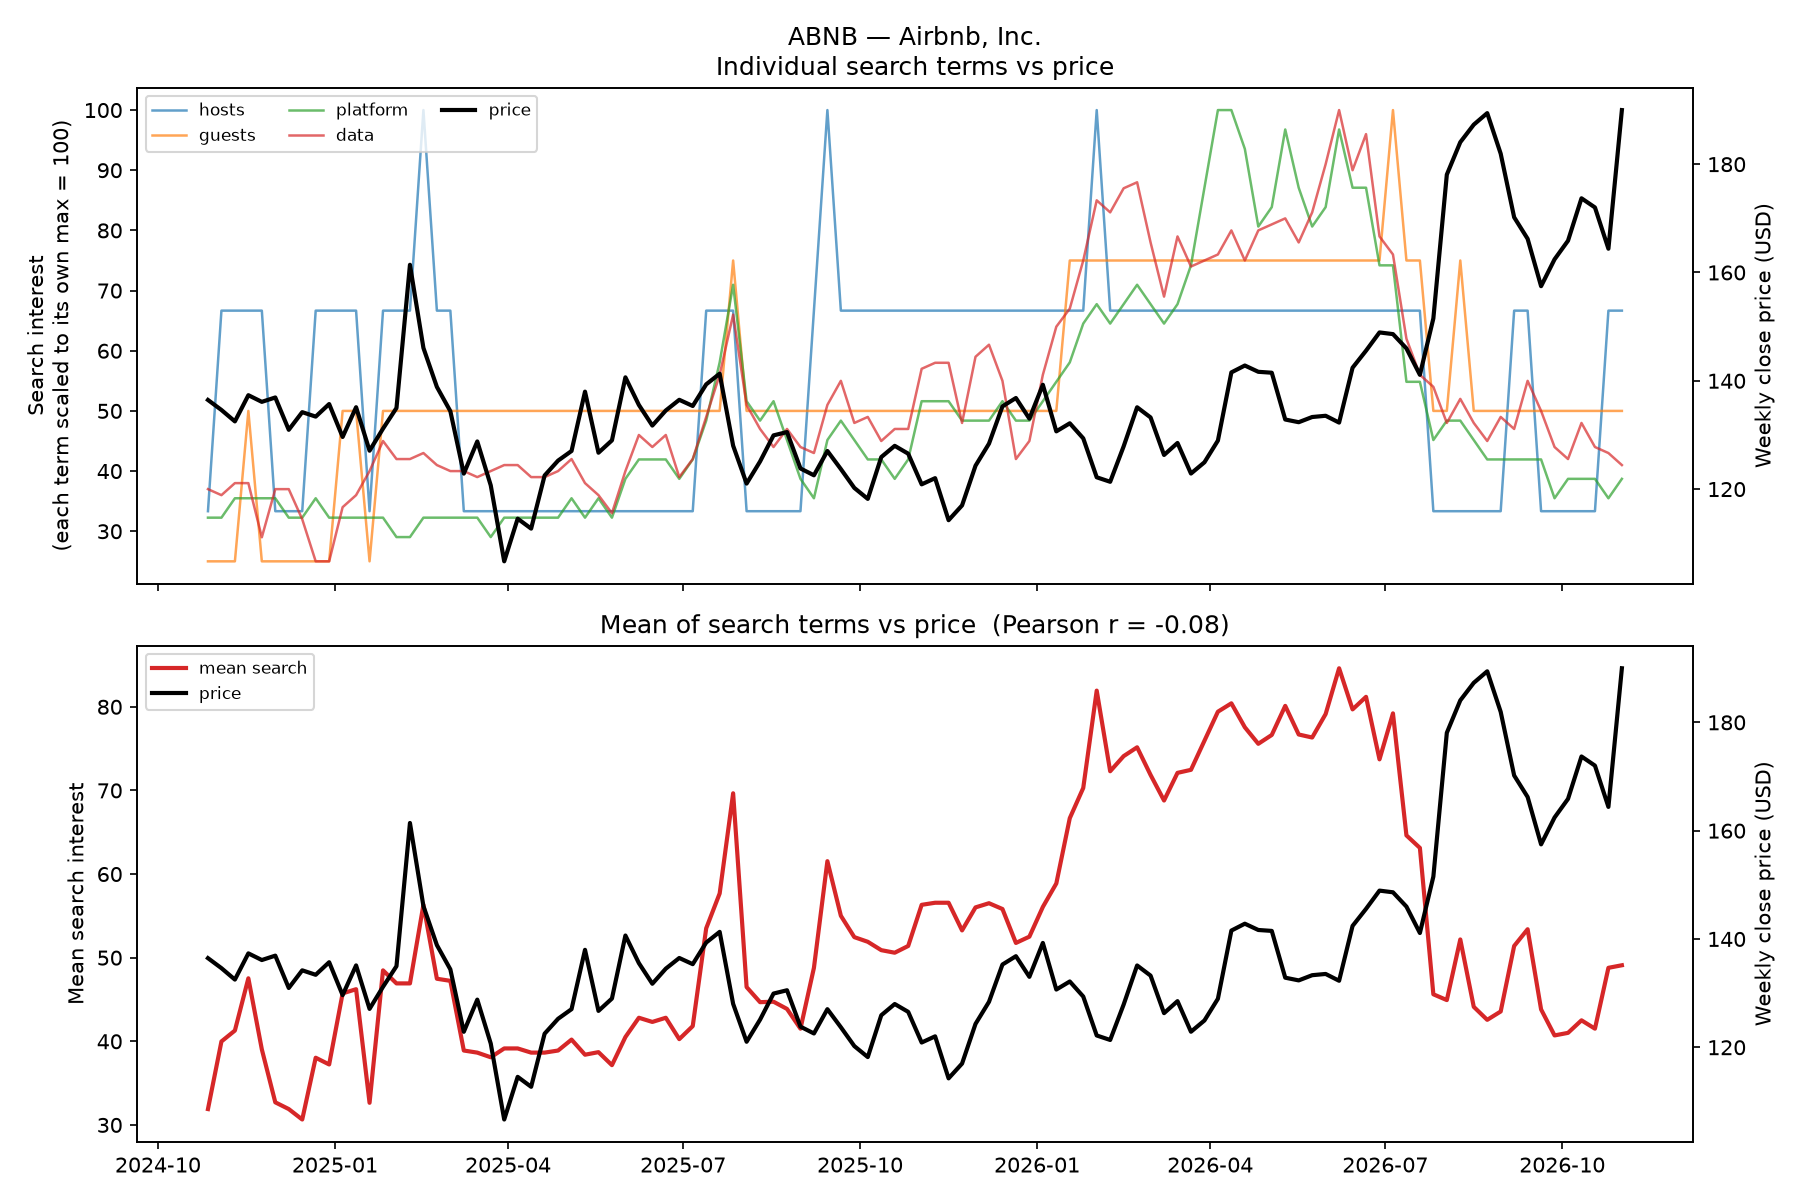 ABNB — Airbnb, Inc.
Individual search terms vs price
hosts
guests
platform
data
price
Search interest
(each term scaled to its own max = 100)
100
90
80
70
60
50
40
30
180
160
140
120
Weekly close price (USD)
Mean of search terms vs price (Pearson r = -0.08)
mean search
price
Mean search interest
80
70
60
50
40
30
180
160
140
120
Weekly close price (USD)
2024-10
2025-01
2025-04
2025-07
2025-10
2026-01
2026-04
2026-07
2026-10